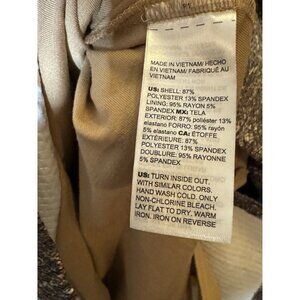 MADE IN VIETNAM/ HECHO
EN VIETNAM/ FABRIQUÉ AU
VIETNAM
US: SHELL: 87%
POLYESTER 13% SPANDEX
LINING: 95% RAYON 5%
SPANDEX MX: TELA
EXTERIOR: 87% poliéster 13%
elastano FORRO: 95% rayón
5% elastano CA: ÉTOFFE
EXTÉRIEURE: 87%
POLYESTER 13% SPANDEX
DOUBLURE: 95% RAYONNE
5% SPANDEX
US: TURN INSIDE OUT.
WITH SIMILAR COLORS.
HAND WASH COLD. ONLY
NON-CHLORINE BLEACH.
LAY FLAT TO DRY, WARM
IRON. IRON ON REVERSE